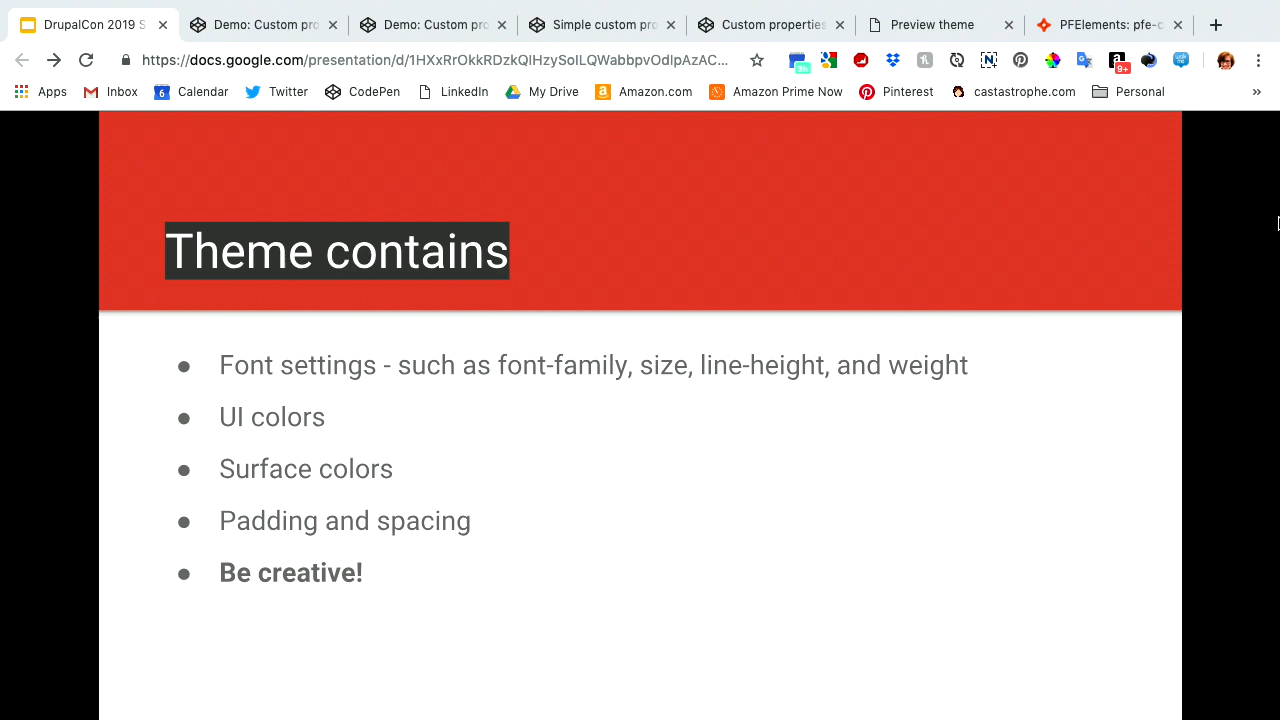 DrupalCon 2019 S
Demo: Custom pro
Demo: Custom pro
Simple custom pro
Custom properties
Preview theme
PFElements: pfe-c
https://docs.google.com/presentation/d/1HXxRrOkkRDzkQIHzySoILQWabbpvOdIpAzAC...
9+
Apps
Inbox
6
Calendar
Twitter
CodePen
LinkedIn
My Drive
Amazon.com
Amazon Prime Now
Pinterest
castastrophe.com
Personal
»
Theme contains
● Font settings - such as font-family, size, line-height, and weight
● UI colors
● Surface colors
● Padding and spacing
● Be creative!